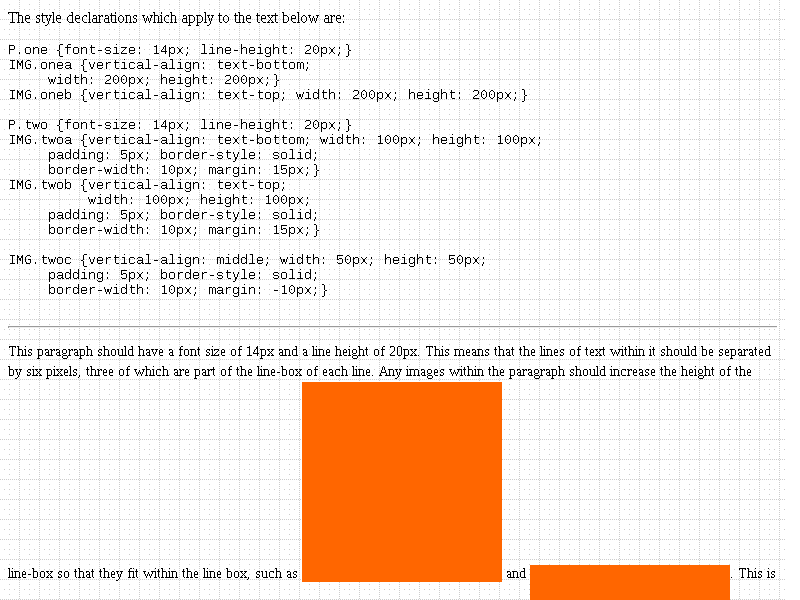 The style declarations which apply to the text below are:
P.one {font-size: 14px; line-height: 20px;}
IMG.onea {vertical-align: text-bottom;
width: 200px; height: 200px;}
IMG.oneb {vertical-align: text-top; width: 200px; height: 200px;}
P.two {font-size: 14px; line-height: 20px;}
IMG.twoa {vertical-align: text-bottom; width: 100px; height: 100px;
padding: 5px; border-style: solid;
border-width: 10px; margin: 15px;}
IMG.twob {vertical-align: text-top;
width: 100px; height: 100px;
padding: 5px; border-style: solid;
border-width: 10px; margin: 15px;}
IMG.twoc {vertical-align: middle; width: 50px; height: 50px;
padding: 5px; border-style: solid;
border-width: 10px; margin: -10px;}
This paragraph should have a font size of 14px and a line height of 20px. This means that the lines of text within it should be separated
by six pixels, three of which are part of the line-box of each line. Any images within the paragraph should increase the height of the
line-box so that they fit within the line box, such as and . This is